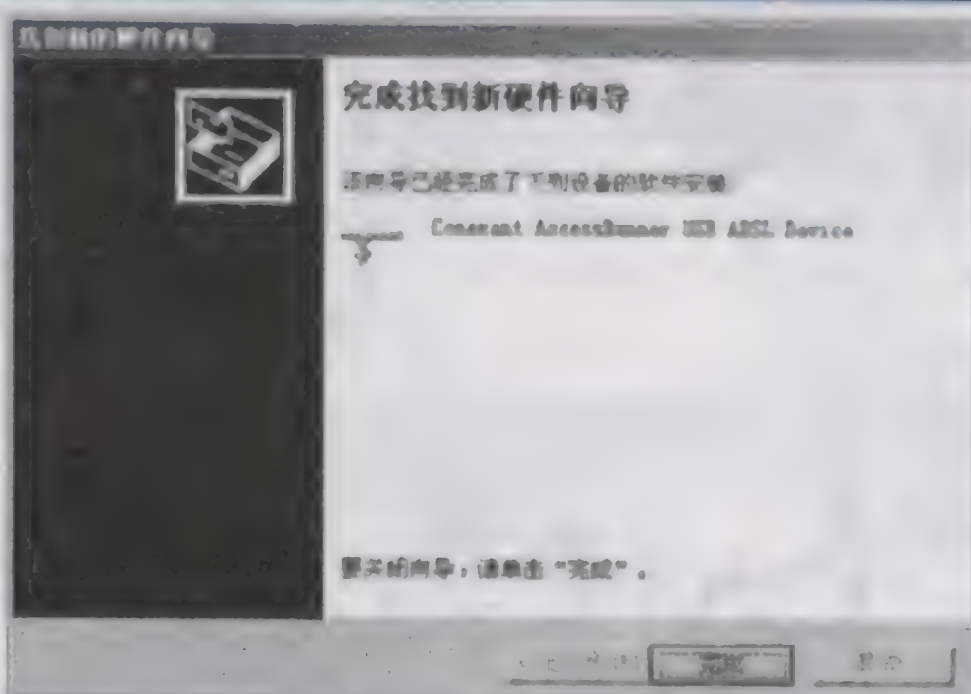 找到新的硬件向导
完成找到新硬件向导
该向导已经完成了下列设备的软件安装
Conexant AccessRunner USB ADSL Device
要关闭向导，请单击“完成”。
完成
取消